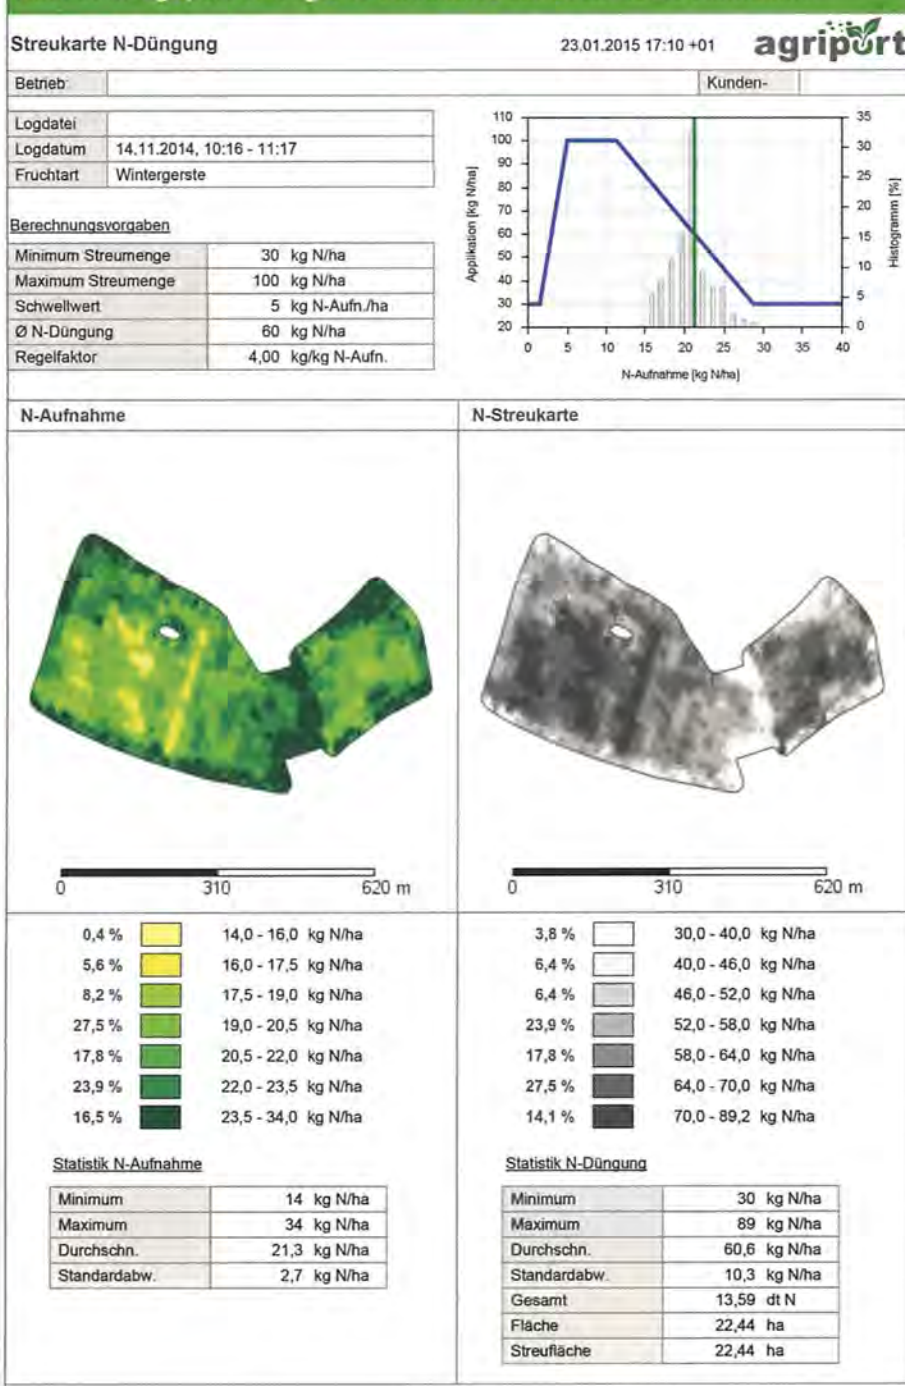 Streukarte N-Düngung
23.01.2015 17:10 +01
agriport
Betrieb:
Kunden-
Logdatei
Logdatum 14.11.2014, 10:16 - 11:17
Fruchtart Wintergerste
Berechnungsvorgaben
Minimum Streumenge 30 kg N/ha
Maximum Streumenge 100 kg N/ha
Schwellwert 5 kg N-Aufn./ha
Ø N-Düngung 60 kg N/ha
Regelfaktor 4,00 kg/kg N-Aufn.
Applikation [kg N/ha]
110
100
90
80
70
60
50
40
30
20
35
30
25
20
15
10
5
0
Histogramm [%]
0 5 10 15 20 25 30 35 40
N-Aufnahme [kg N/ha]
N-Aufnahme
0 310 620 m
0,4 % 14,0 - 16,0 kg N/ha
5,6 % 16,0 - 17,5 kg N/ha
8,2 % 17,5 - 19,0 kg N/ha
27,5 % 19,0 - 20,5 kg N/ha
17,8 % 20,5 - 22,0 kg N/ha
23,9 % 22,0 - 23,5 kg N/ha
16,5 % 23,5 - 34,0 kg N/ha
Statistik N-Aufnahme
Minimum 14 kg N/ha
Maximum 34 kg N/ha
Durchschn. 21,3 kg N/ha
Standardabw. 2,7 kg N/ha
N-Streukarte
0 310 620 m
3,8 % 30,0 - 40,0 kg N/ha
6,4 % 40,0 - 46,0 kg N/ha
6,4 % 46,0 - 52,0 kg N/ha
23,9 % 52,0 - 58,0 kg N/ha
17,8 % 58,0 - 64,0 kg N/ha
27,5 % 64,0 - 70,0 kg N/ha
14,1 % 70,0 - 89,2 kg N/ha
Statistik N-Düngung
Minimum 30 kg N/ha
Maximum 89 kg N/ha
Durchschn. 60,6 kg N/ha
Standardabw. 10,3 kg N/ha
Gesamt 13,59 dt N
Fläche 22,44 ha
Streufläche 22,44 ha